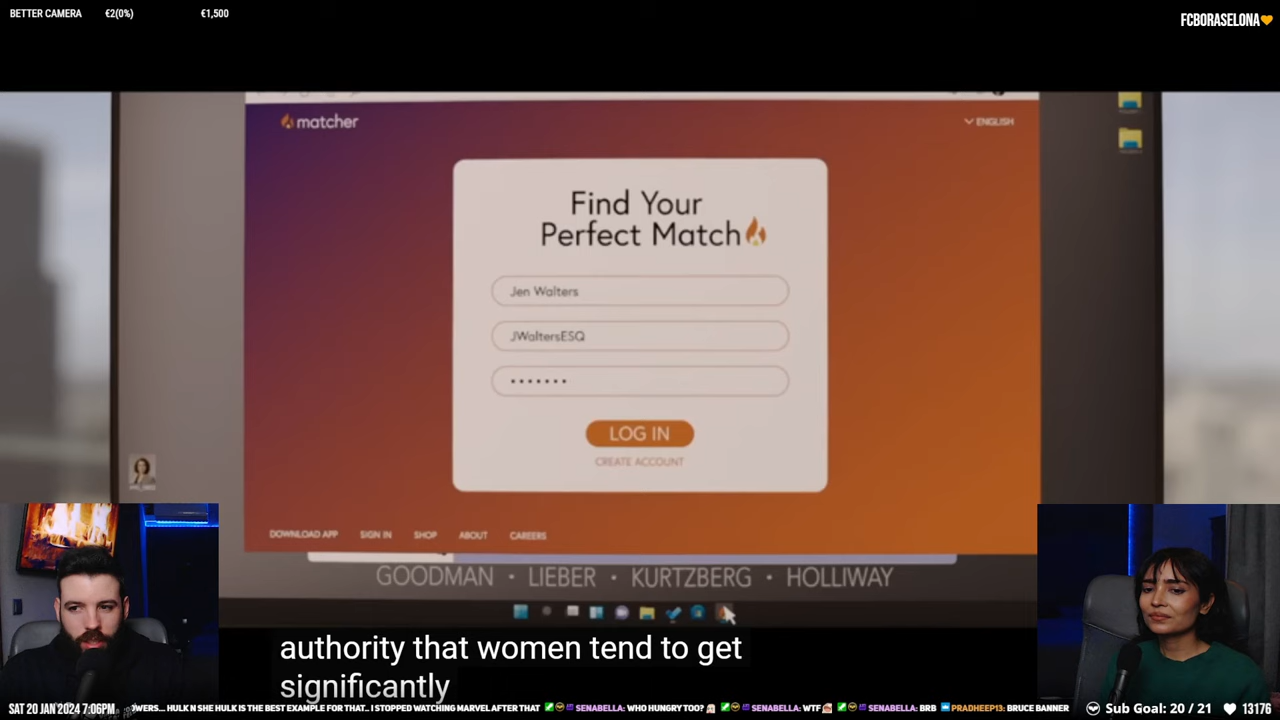 BETTER CAMERA €2(0%) €1,500
FCBORASELONA🧡
matcher
ENGLISH
Find Your
Perfect Match
Jen Walters
JWaltersESQ
•••••••
LOG IN
CREATE ACCOUNT
DOWNLOAD APP SIGN IN SHOP ABOUT CAREERS
GOODMAN · LIEBER · KURTZBERG · HOLLIWAY
authority that women tend to get
significantly
SAT 20 JAN 2024 7:06PM OWERS... HULK N SHE HULK IS THE BEST EXAMPLE FOR THAT.. I STOPPED WATCHING MARVEL AFTER THAT SENABELLA: WHO HUNGRY TOO? SENABELLA: WTF SENABELLA: BRB PRADHEEP13: BRUCE BANNER Sub Goal: 20 / 21 13176